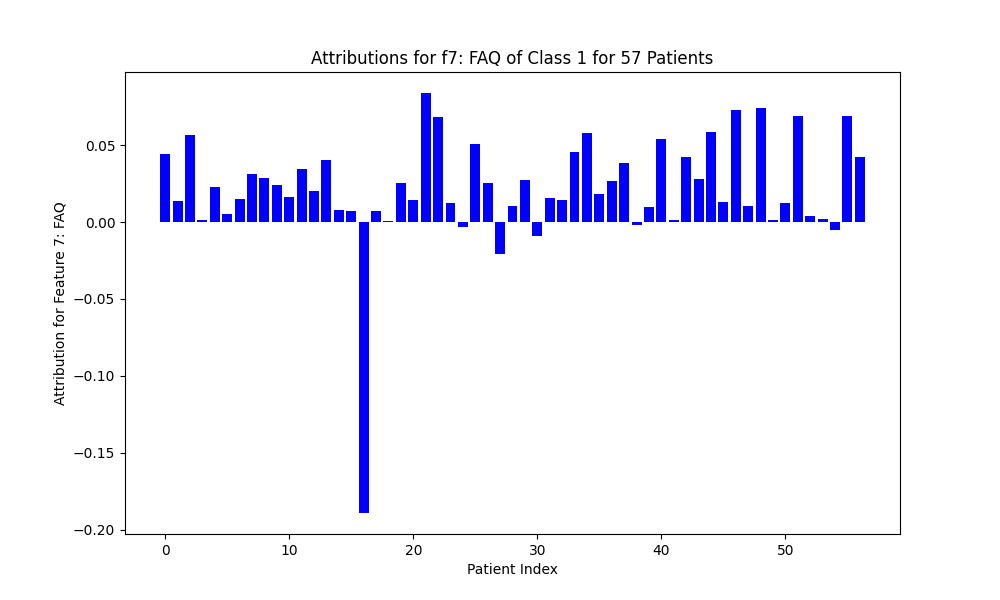 Attributions for f7: FAQ of Class 1 for 57 Patients
Attribution for Feature 7: FAQ
0.05
0.00
−0.05
−0.10
−0.15
−0.20
0 10 20 30 40 50
Patient Index